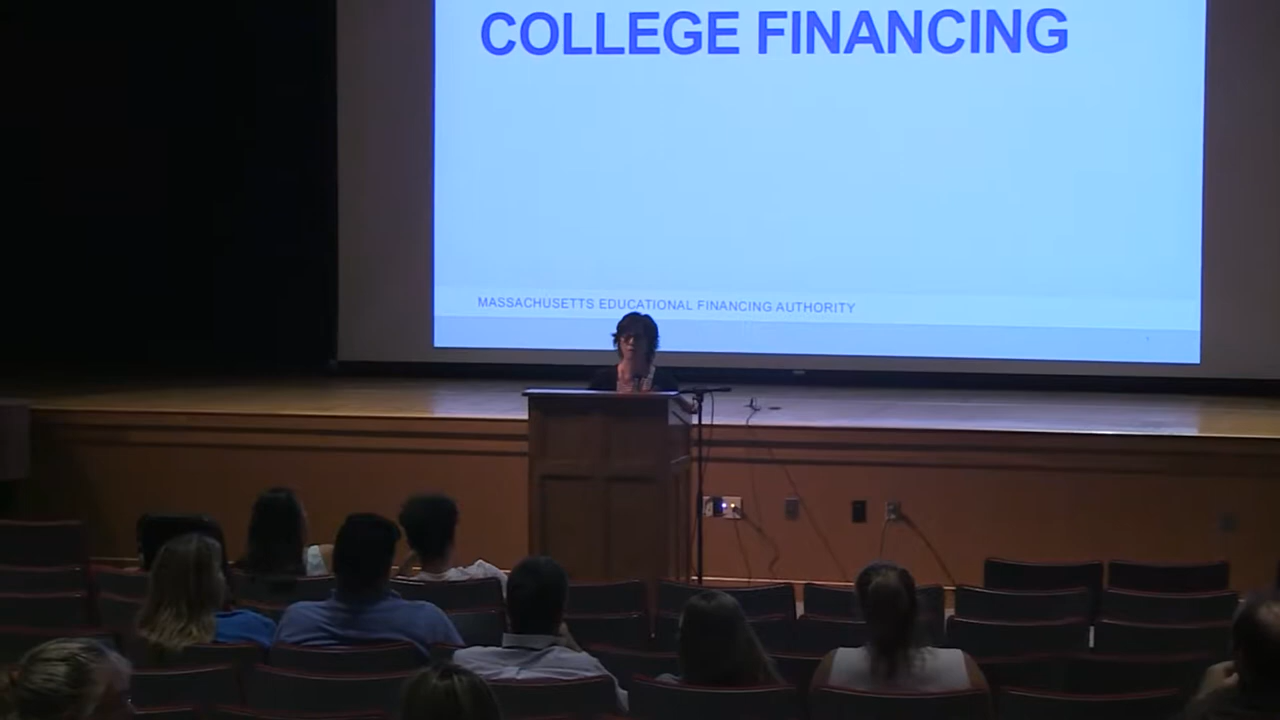 COLLEGE FINANCING
MASSACHUSETTS EDUCATIONAL FINANCING AUTHORITY